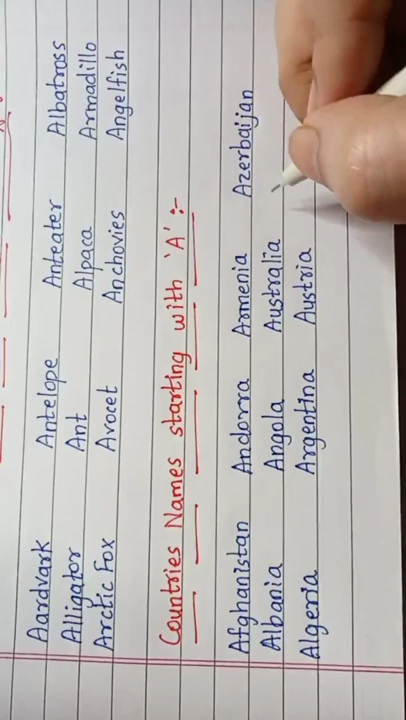 Aardvark Antelope Anteater Albatross
Alligator Ant Alpaca Armadillo
Arctic Fox Avocet Anchovies Angelfish
Countries Names starting with 'A' :-
Afghanistan Andorra Armenia Azerbaijan
Albania Angola Australia
Algeria Argentina Austria